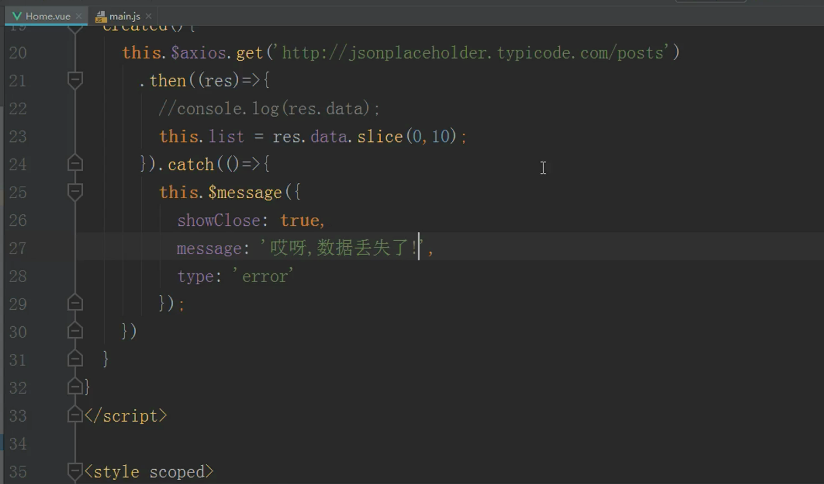 Home.vue main.js
19 created(){
20 this.$axios.get('http://jsonplaceholder.typicode.com/posts')
21 .then((res)=>{
22 //console.log(res.data);
23 this.list = res.data.slice(0,10);
24 }).catch(()=>{
25 this.$message({
26 showClose: true,
27 message: '哎呀,数据丢失了!',
28 type: 'error'
29 });
30 })
31 }
32 }
33 </script>
34
35 <style scoped>